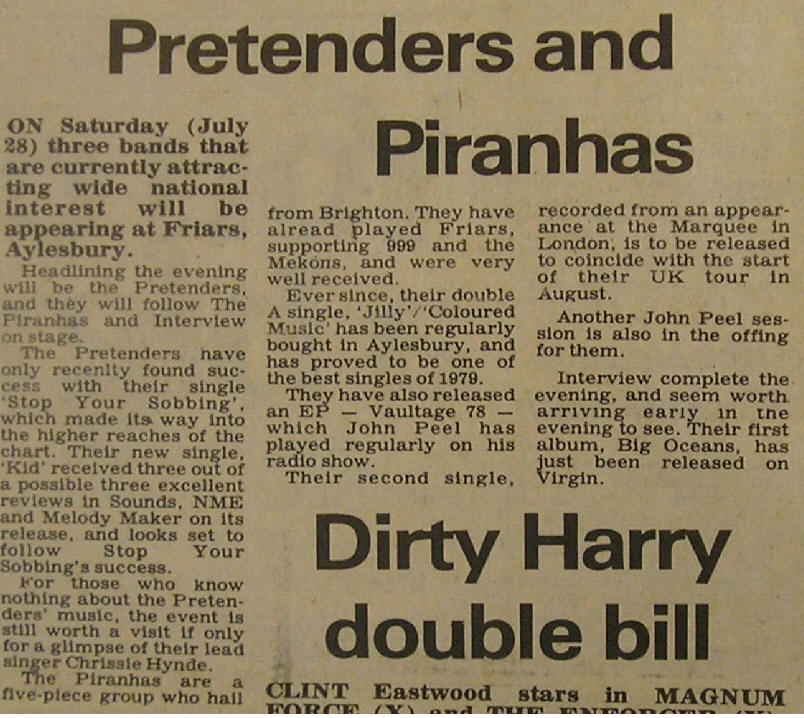 Pretenders and
Piranhas
ON Saturday (July
28) three bands that
are currently attrac-
ting wide national
interest will be
appearing at Friars,
Aylesbury.
Headlining the evening
will be the Pretenders,
and they will follow The
Piranhas and Interview
on stage.
The Pretenders have
only recenlty found suc-
cess with their single
'Stop Your Sobbing',
which made its way into
the higher reaches of the
chart. Their new single,
'Kid' received three out of
a possible three excellent
reviews in Sounds, NME
and Melody Maker on its
release, and looks set to
follow Stop Your
Sobbing's success.
For those who know
nothing about the Preten-
ders' music, the event is
still worth a visit if only
for a glimpse of their lead
singer Chrissie Hynde.
The Piranhas are a
five-piece group who hail
from Brighton. They have
alread played Friars,
supporting 999 and the
Mekons, and were very
well received.
Ever since, their double
A single, 'Jilly'/'Coloured
Music' has been regularly
bought in Aylesbury, and
has proved to be one of
the best singles of 1979.
They have also released
an EP — Vaultage 78 —
which John Peel has
played regularly on his
radio show.
Their second single,
recorded from an appear-
ance at the Marquee in
London, is to be released
to coincide with the start
of their UK tour in
August.
Another John Peel ses-
sion is also in the offing
for them.
Interview complete the
evening, and seem worth
arriving early in the
evening to see. Their first
album, Big Oceans, has
just been released on
Virgin.
Dirty Harry
double bill
CLINT Eastwood stars in MAGNUM
FORCE (X) and THE ENFORCER (X)